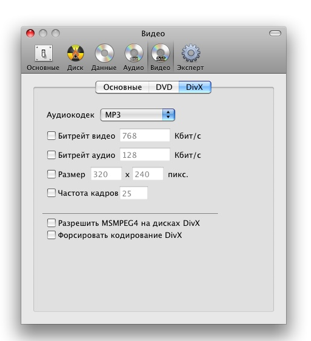 Видео
Основные Диск Данные Аудио Видео Эксперт
Основные DVD DivX
Аудиокодек MP3
Битрейт видео 768 Кбит/с
Битрейт аудио 128 Кбит/с
Размер 320 x 240 пикс.
Частота кадров 25
Разрешить MSMPEG4 на дисках DivX
Форсировать кодирование DivX